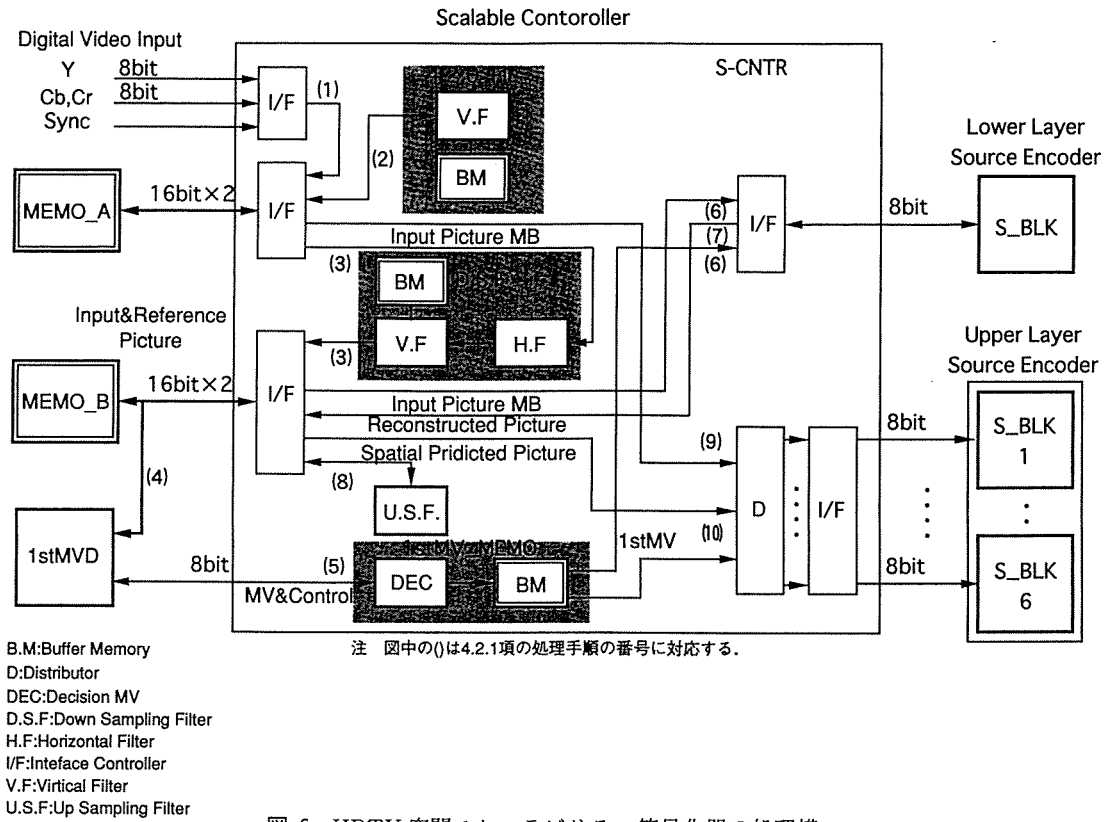 Scalable Contoroller
Digital Video Input
S-CNTR
Y 8bit
Cb,Cr 8bit
Sync
I/F
(1)
V.F
BM
(2)
Lower Layer
Source Encoder
MEMO_A
16bit×2
I/F
Input Picture MB
(3)
(6)
(7)
(6)
I/F
8bit
S_BLK
BM
V.F
H.F
(3)
Input&Reference
Picture
MEMO_B
16bit×2
I/F
Input Picture MB
Reconstructed Picture
Spatial Pridicted Picture
(4)
(8)
U.S.F.
Upper Layer
Source Encoder
(9)
D
(10)
I/F
8bit
S_BLK
1
8bit
S_BLK
6
1stMVD
8bit
(5)
MV&Control
1stMV MEMO
DEC
BM
1stMV
注 図中の()は4.2.1項の処理手順の番号に対応する.
B.M:Buffer Memory
D:Distributor
DEC:Decision MV
D.S.F:Down Sampling Filter
H.F:Horizontal Filter
I/F:Inteface Controller
V.F:Virtical Filter
U.S.F:Up Sampling Filter